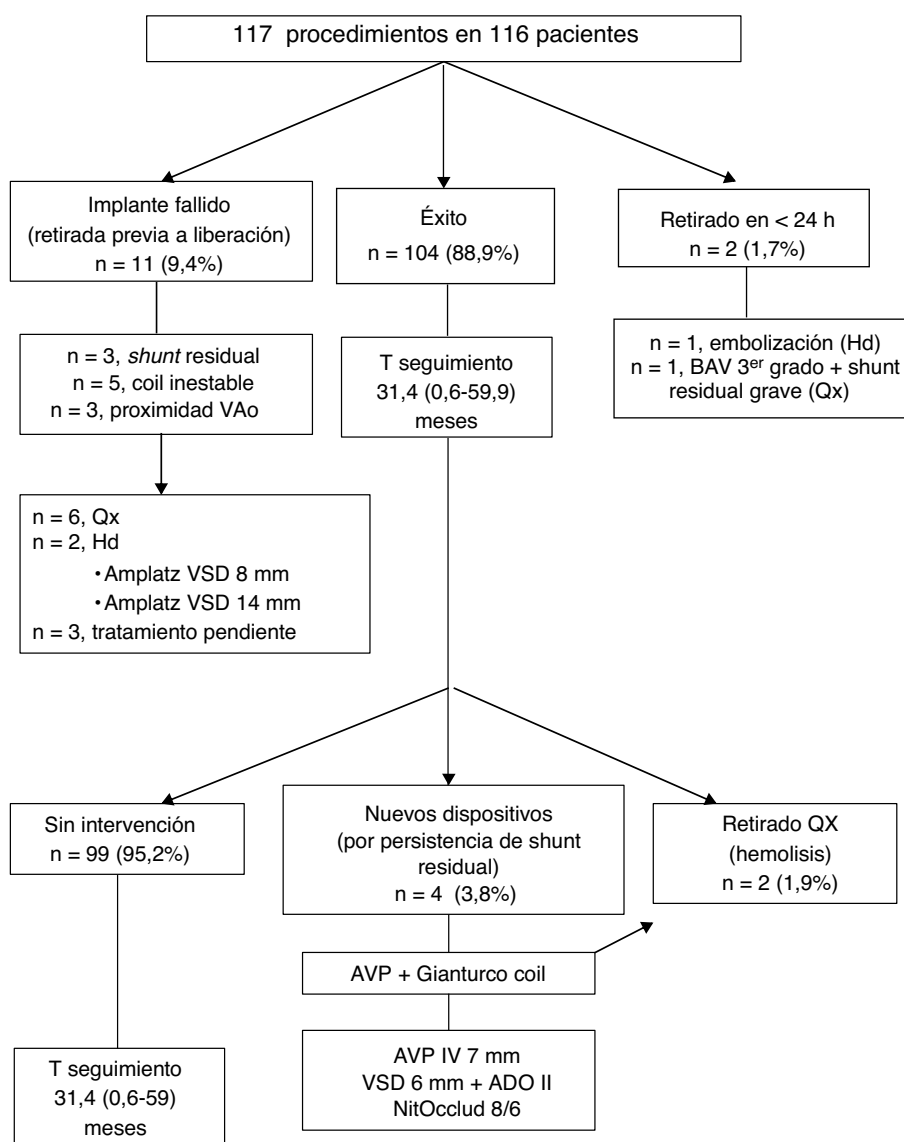 117 procedimientos en 116 pacientes
Implante fallido
(retirada previa a liberación)
n = 11 (9,4%)
Éxito
n = 104 (88,9%)
Retirado en < 24 h
n = 2 (1,7%)
n = 3, shunt residual
n = 5, coil inestable
n = 3, proximidad VAo
T seguimiento
31,4 (0,6-59,9)
meses
n = 1, embolización (Hd)
n = 1, BAV 3er grado + shunt
residual grave (Qx)
n = 6, Qx
n = 2, Hd
・Amplatz VSD 8 mm
・Amplatz VSD 14 mm
n = 3, tratamiento pendiente
Sin intervención
n = 99 (95,2%)
Nuevos dispositivos
(por persistencia de shunt
residual)
n = 4 (3,8%)
Retirado QX
(hemolisis)
n = 2 (1,9%)
AVP + Gianturco coil
T seguimiento
31,4 (0,6-59)
meses
AVP IV 7 mm
VSD 6 mm + ADO II
NitOcclud 8/6